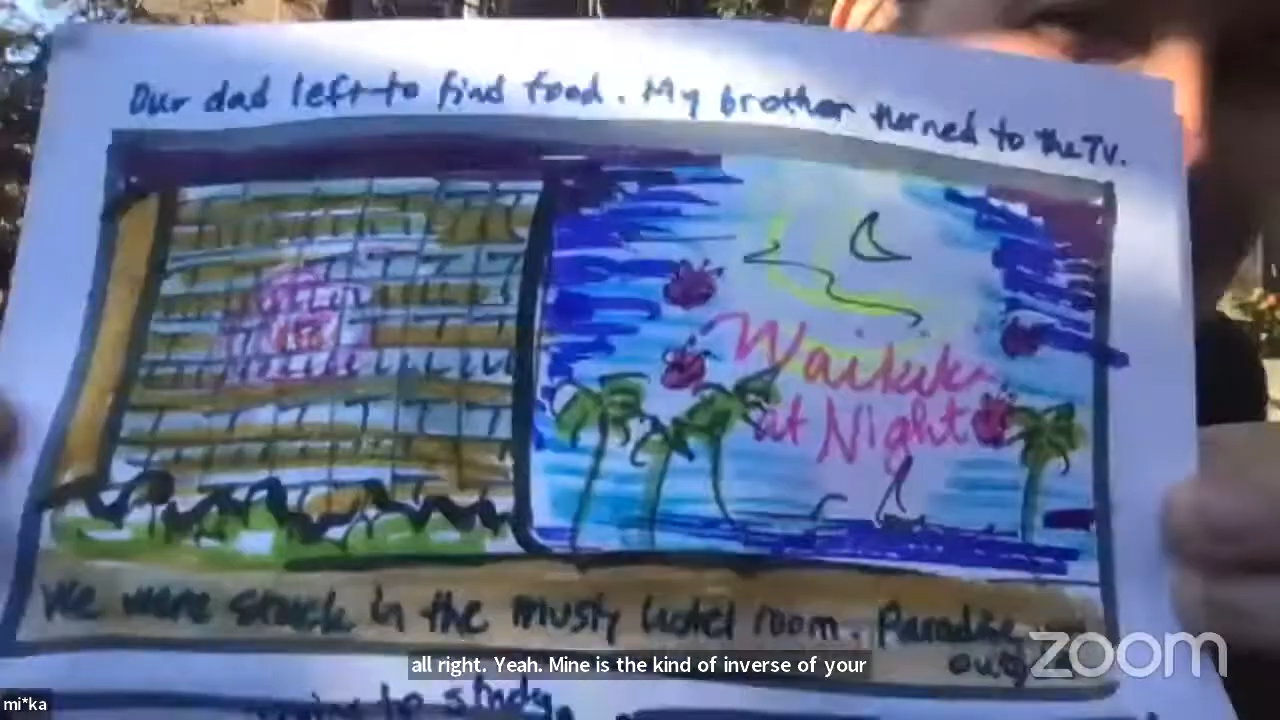 Our dad left to find food. My brother turned to the TV.
Waikiki
at Night
We were stuck in the musty hotel room. Paradise
zoom
all right. Yeah. Mine is the kind of inverse of your
to study
mi*ka